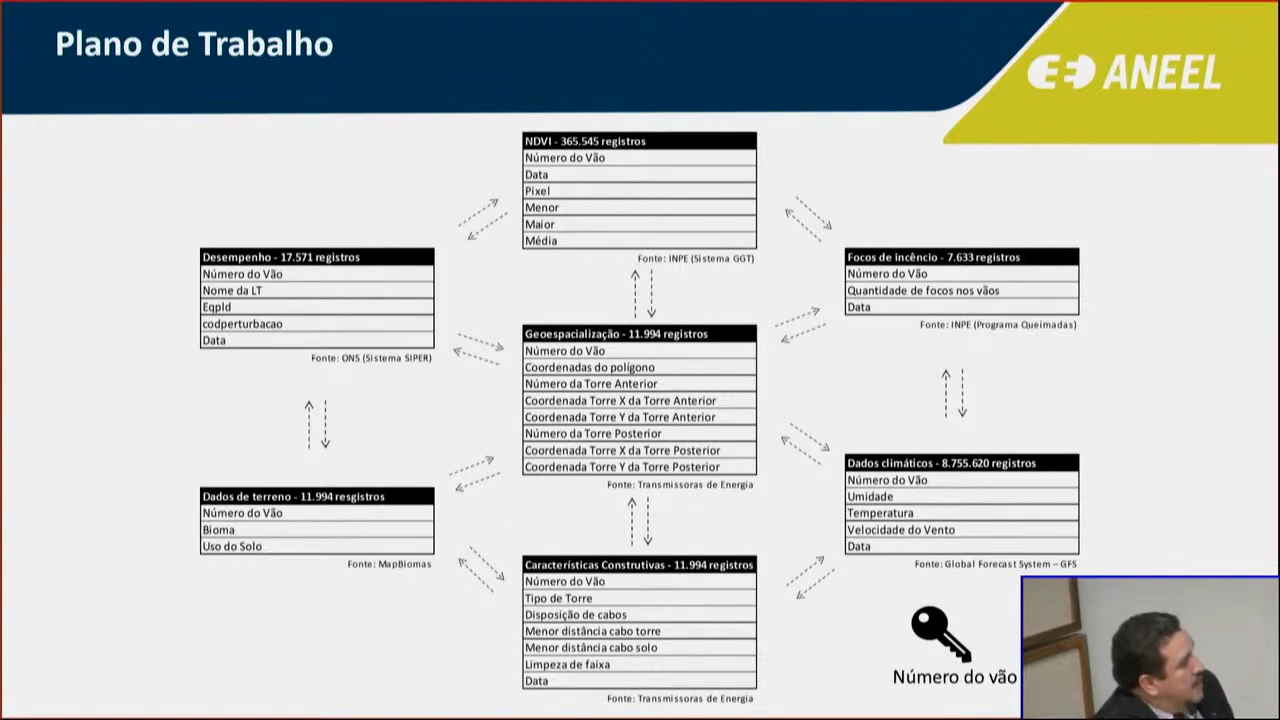 Plano de Trabalho
ANEEL
NDVI - 365.545 registros
Número do Vão
Data
Pixel
Menor
Maior
Média
Fonte: INPE (Sistema GGT)
Desempenho - 17.571 registros
Número do Vão
Nome da LT
EqpId
codperturbacao
Data
Fonte: ONS (Sistema SIPER)
Focos de incêncio - 7.633 registros
Número do Vão
Quantidade de focos nos vãos
Data
Fonte: INPE (Programa Queimadas)
Geoespacialização - 11.994 registros
Número do Vão
Coordenadas do polígono
Número da Torre Anterior
Coordenada Torre X da Torre Anterior
Coordenada Torre Y da Torre Anterior
Número da Torre Posterior
Coordenada Torre X da Torre Posterior
Coordenada Torre Y da Torre Posterior
Fonte: Transmissoras de Energia
Dados climáticos - 8.755.620 registros
Número do Vão
Umidade
Temperatura
Velocidade do Vento
Data
Fonte: Global Forecast System – GFS
Dados de terreno - 11.994 resgistros
Número do Vão
Bioma
Uso do Solo
Fonte: MapBiomas
Características Construtivas - 11.994 registros
Número do Vão
Tipo de Torre
Disposição de cabos
Menor distância cabo torre
Menor distância cabo solo
Limpeza de faixa
Data
Fonte: Transmissoras de Energia
Número do vão